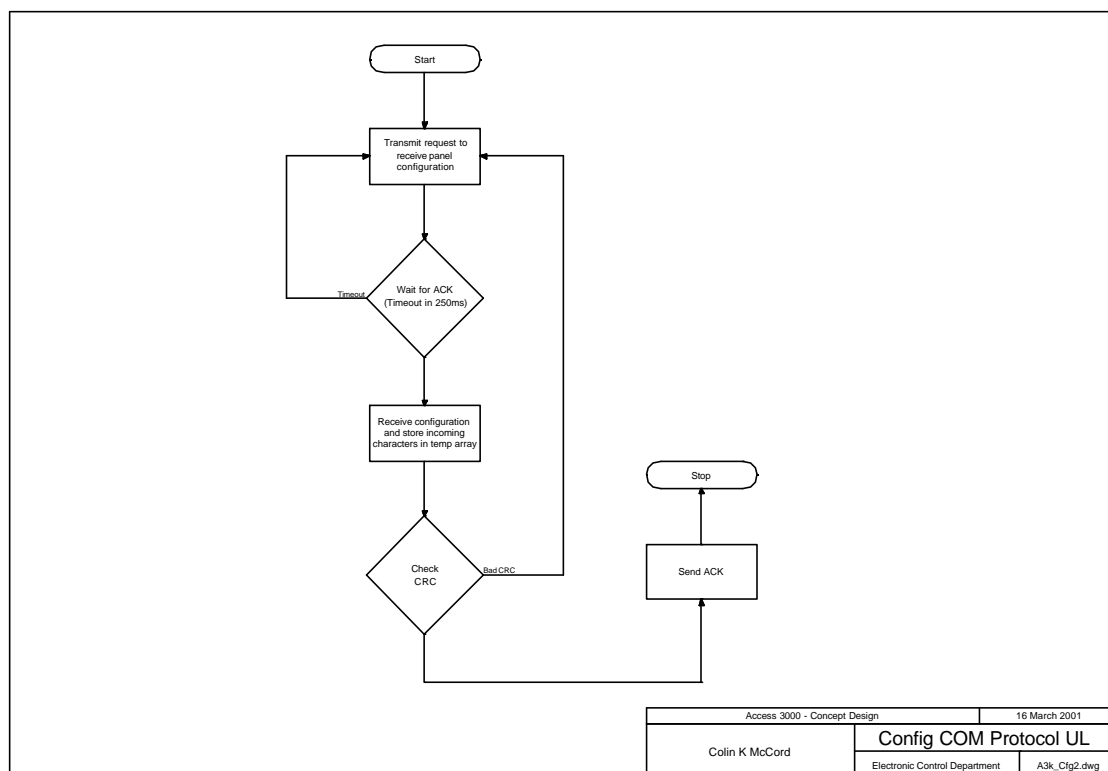 Start
Transmit request to
receive panel
configuration
Timeout
Wait for ACK
(Timeout in 250ms)
Receive configuration
and store incoming
characters in temp array
Check
CRC
Bad CRC
Stop
Send ACK
Access 3000 - Concept Design
16 March 2001
Colin K McCord
Config COM Protocol UL
Electronic Control Department
A3k_Cfg2.dwg